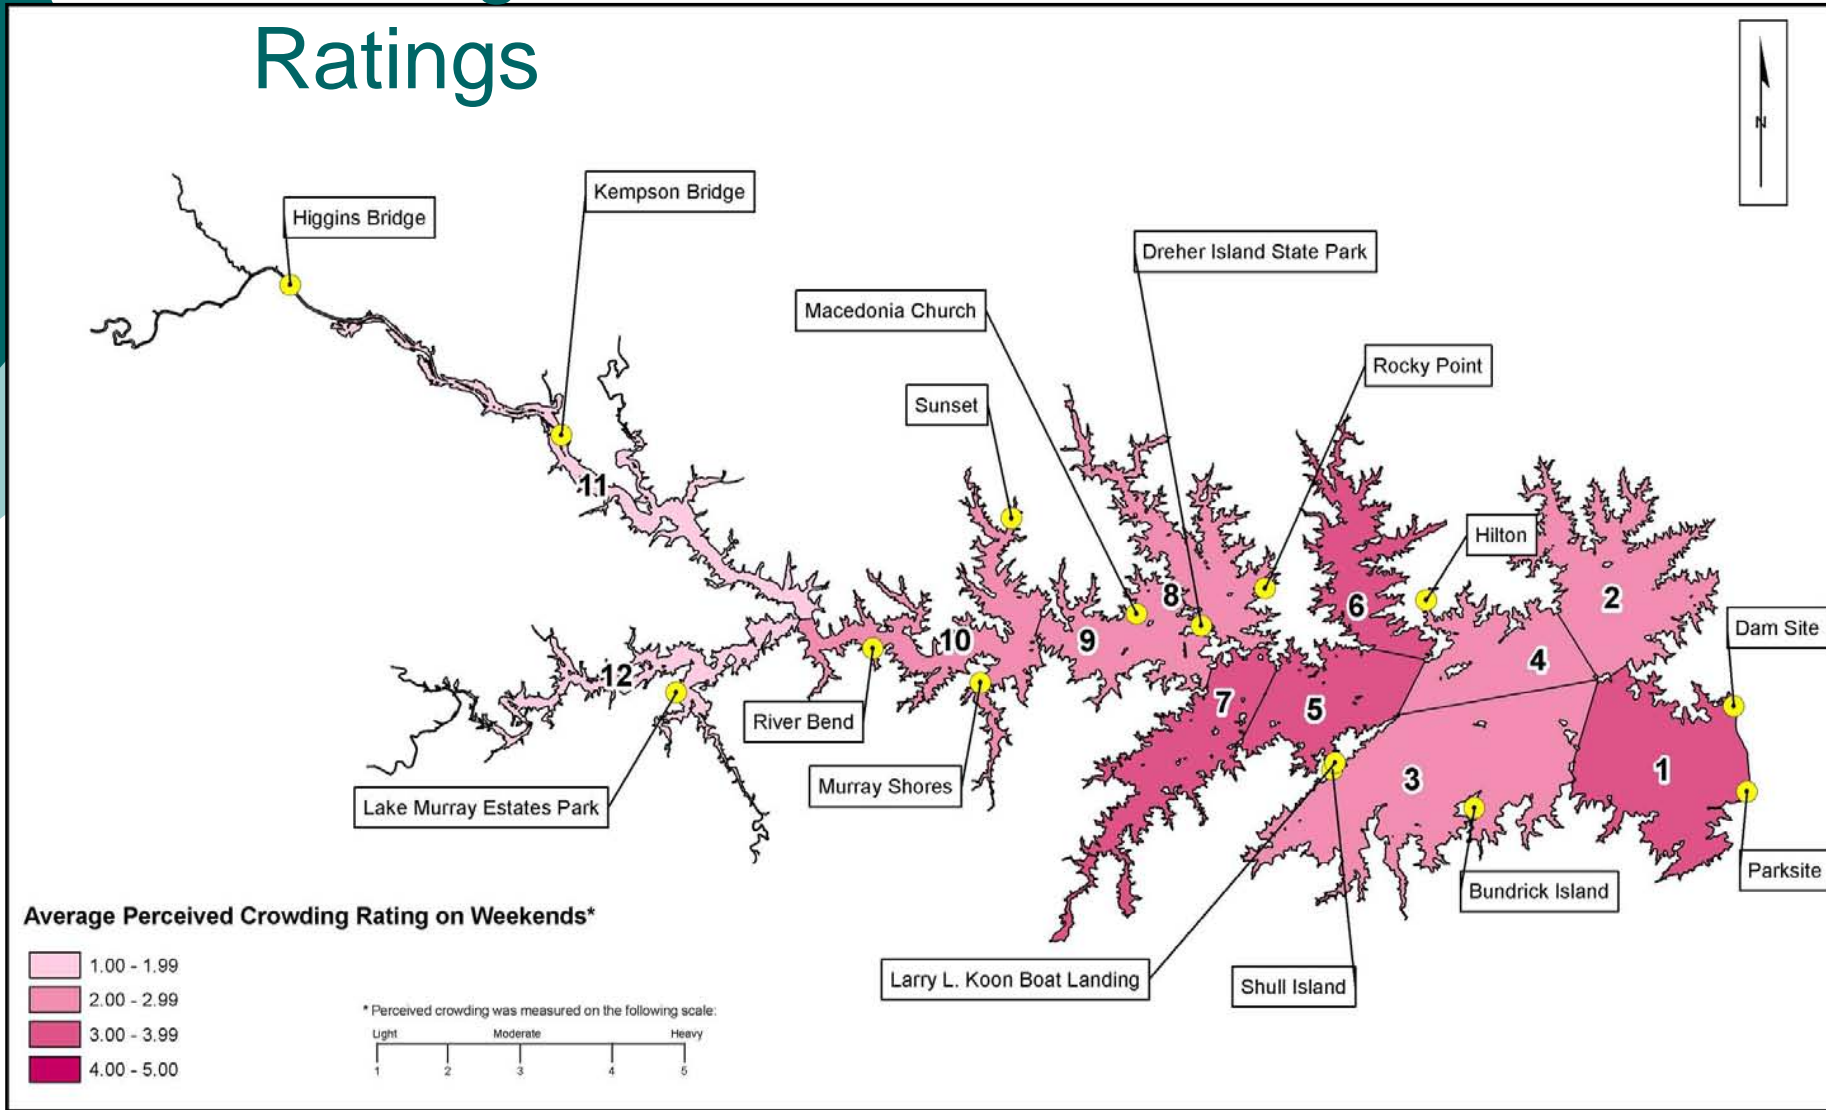 Ratings
N
Higgins Bridge
Kempson Bridge
Dreher Island State Park
Macedonia Church
Rocky Point
Sunset
Hilton
Dam Site
11
8
6
2
10
9
4
12
7
5
3
1
River Bend
Murray Shores
Lake Murray Estates Park
Parksite
Bundrick Island
Larry L. Koon Boat Landing
Shull Island
Average Perceived Crowding Rating on Weekends*
1.00 - 1.99
2.00 - 2.99
3.00 - 3.99
4.00 - 5.00
* Perceived crowding was measured on the following scale:
Light Moderate Heavy
1 2 3 4 5